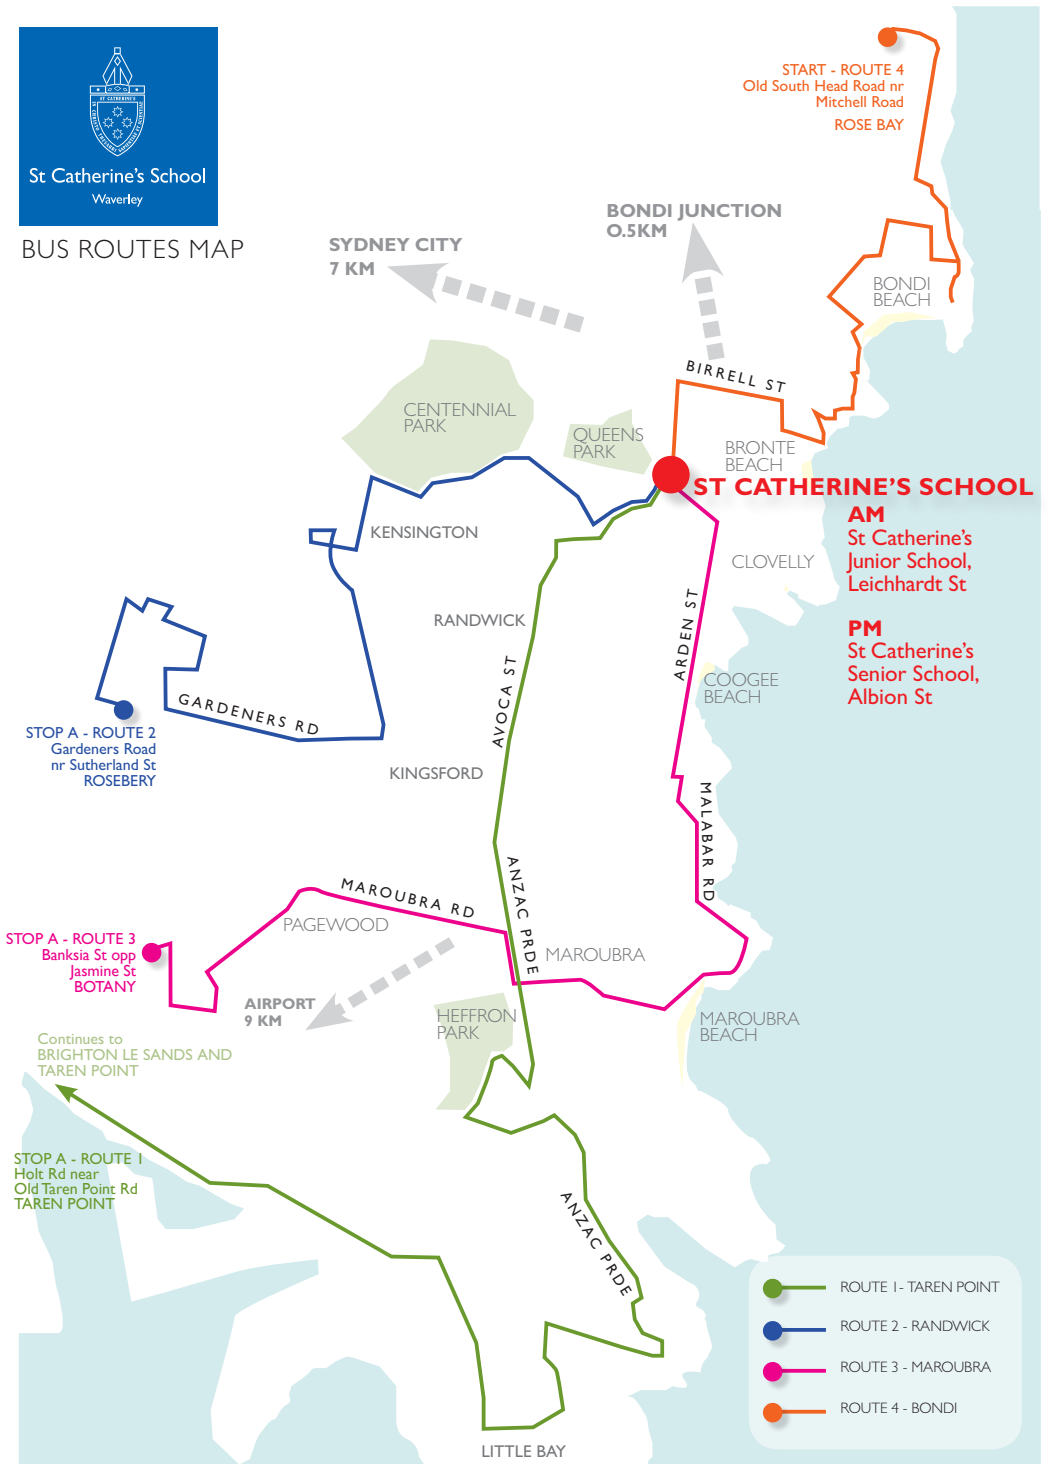 ST CATHERINE'S
St Catherine's School
Waverley
BUS ROUTES MAP
START - ROUTE 4
Old South Head Road nr
Mitchell Road
ROSE BAY
BONDI JUNCTION
O.5KM
SYDNEY CITY
7 KM
BONDI
BEACH
BIRRELL ST
CENTENNIAL
PARK
QUEENS
PARK
BRONTE
BEACH
ST CATHERINE'S SCHOOL
AM
St Catherine's
Junior School,
Leichhardt St
PM
St Catherine's
Senior School,
Albion St
KENSINGTON
CLOVELLY
RANDWICK
ARDEN ST
AVOCA ST
COOGEE
BEACH
GARDENERS RD
STOP A - ROUTE 2
Gardeners Road
nr Sutherland St
ROSEBERY
KINGSFORD
MALABAR RD
ANZAC PRDE
MAROUBRA RD
PAGEWOOD
STOP A - ROUTE 3
Banksia St opp
Jasmine St
BOTANY
MAROUBRA
AIRPORT
9 KM
HEFFRON
PARK
MAROUBRA
BEACH
Continues to
BRIGHTON LE SANDS AND
TAREN POINT
STOP A - ROUTE 1
Holt Rd near
Old Taren Point Rd
TAREN POINT
ANZAC PRDE
LITTLE BAY
ROUTE 1- TAREN POINT
ROUTE 2 - RANDWICK
ROUTE 3 - MAROUBRA
ROUTE 4 - BONDI